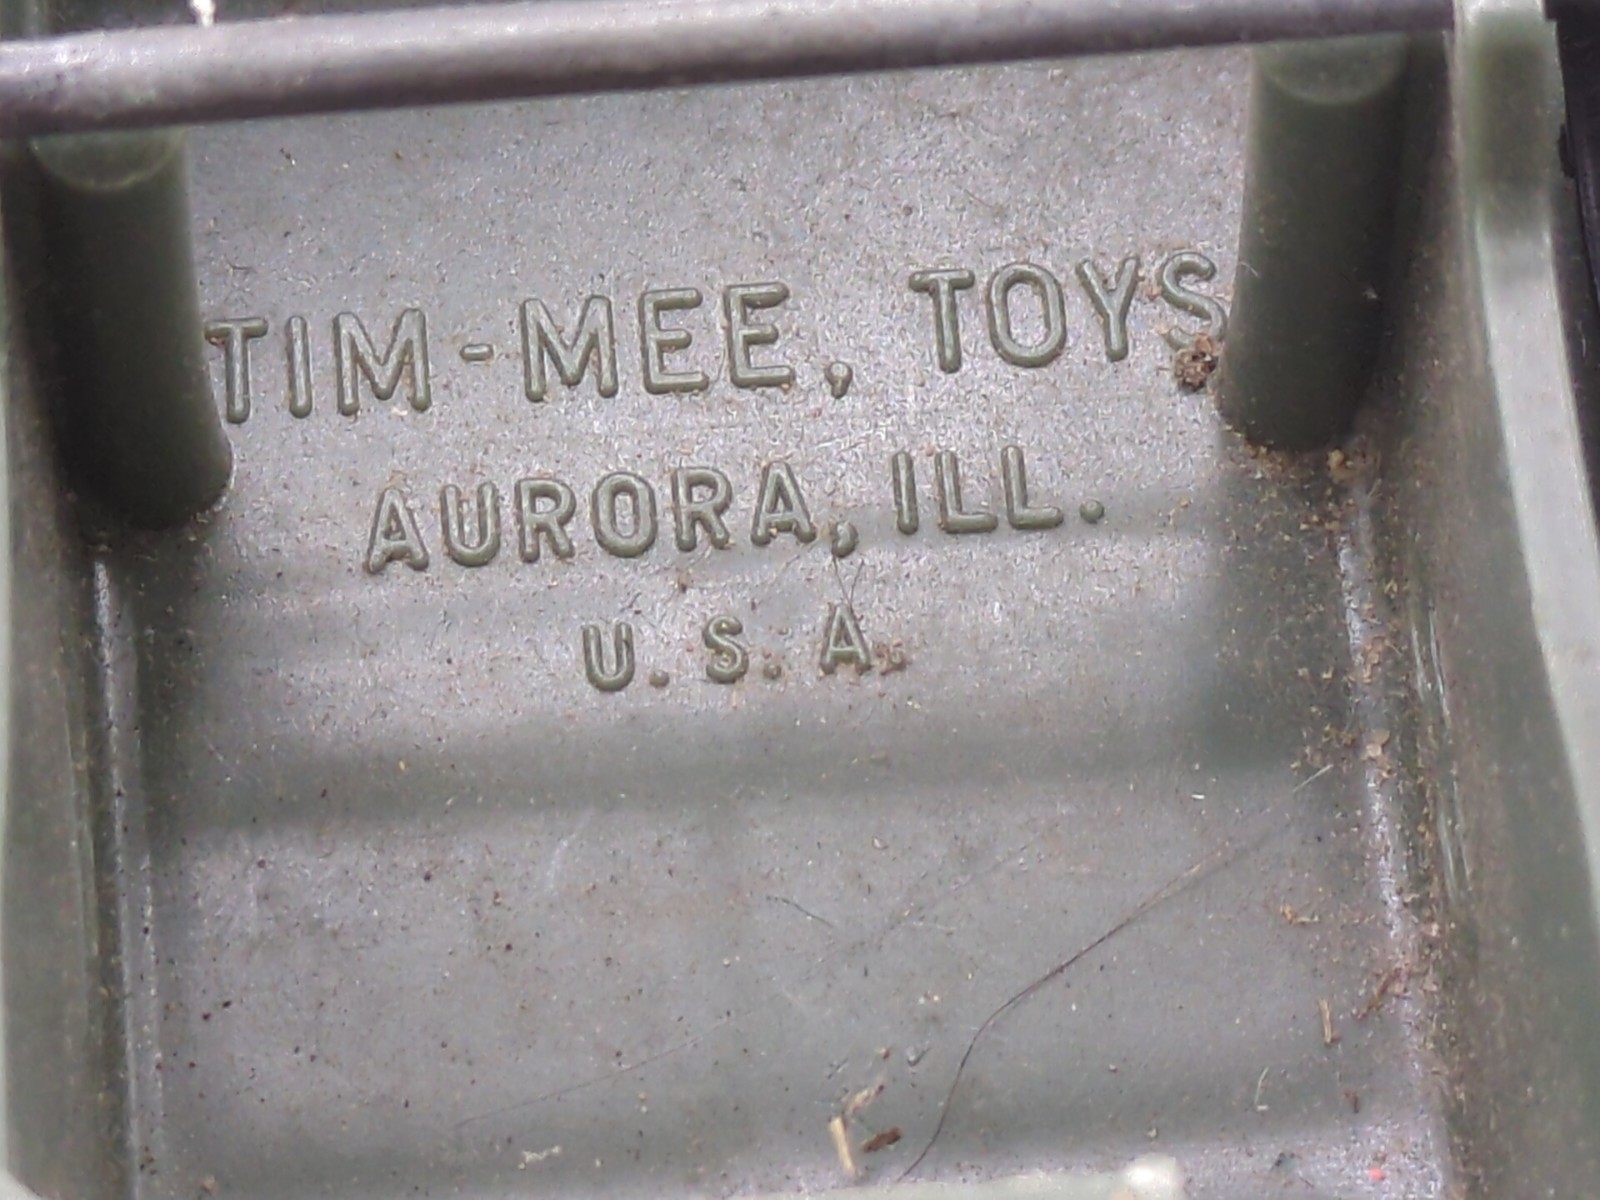 TIM-MEE, TOYS
AURORA, ILL.
U.S.A.